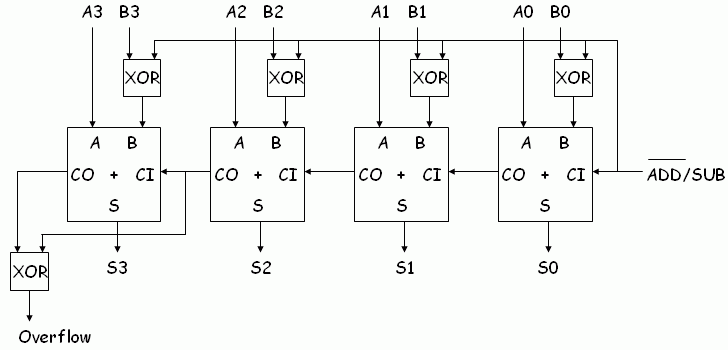 A3 B3 A2 B2 A1 B1 A0 B0
XOR XOR XOR XOR
A B A B A B A B
CO + CI CO + CI CO + CI CO + CI ADD/SUB
S S S S
XOR S3 S2 S1 S0
Overflow